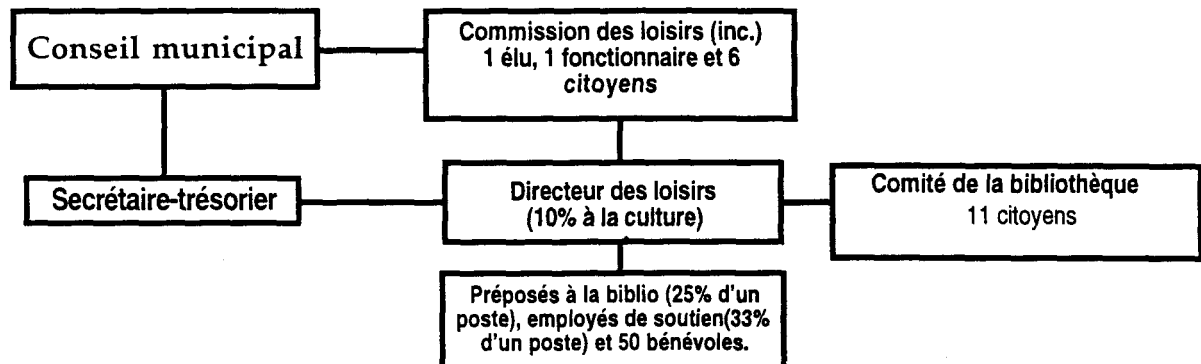 Conseil municipal
Commission des loisirs (inc.)
1 élu, 1 fonctionnaire et 6
citoyens
Secrétaire-trésorier
Directeur des loisirs
(10% à la culture)
Comité de la bibliothèque
11 citoyens
Préposés à la biblio (25% d'un
poste), employés de soutien(33%
d'un poste) et 50 bénévoles.